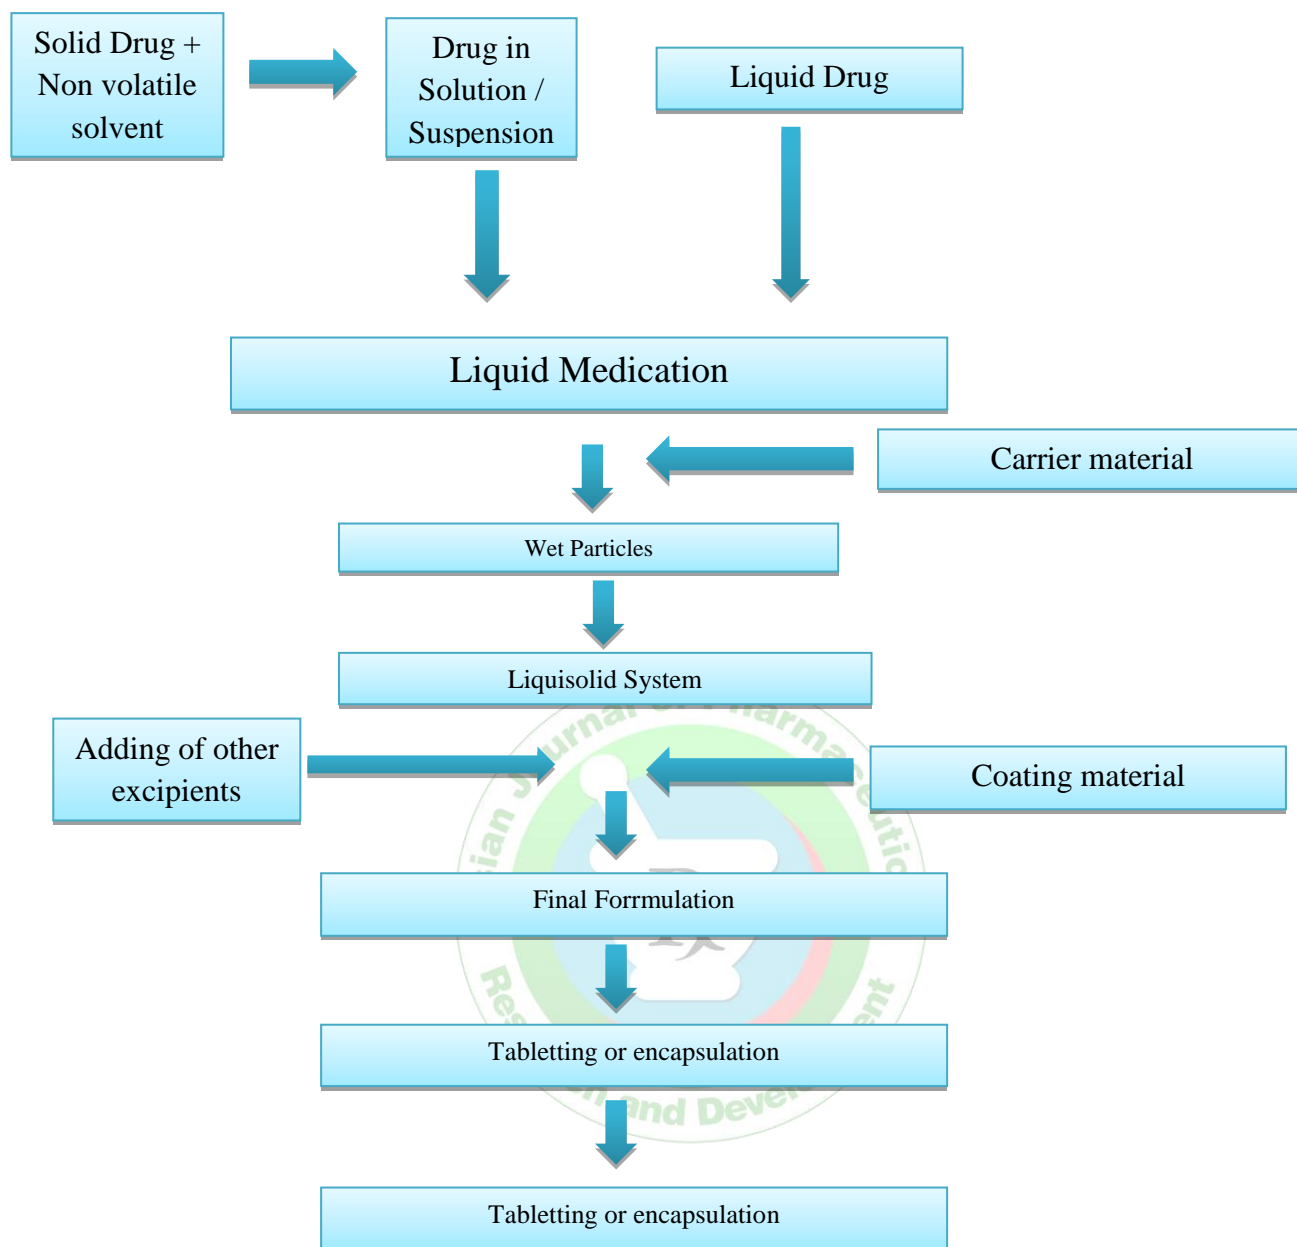 Solid Drug +
Non volatile
solvent
Drug in
Solution /
Suspension
Liquid Drug
Liquid Medication
Carrier material
Wet Particles
Liquisolid System
Adding of other
excipients
Coating material
Final Forrmulation
Tabletting or encapsulation
Tabletting or encapsulation